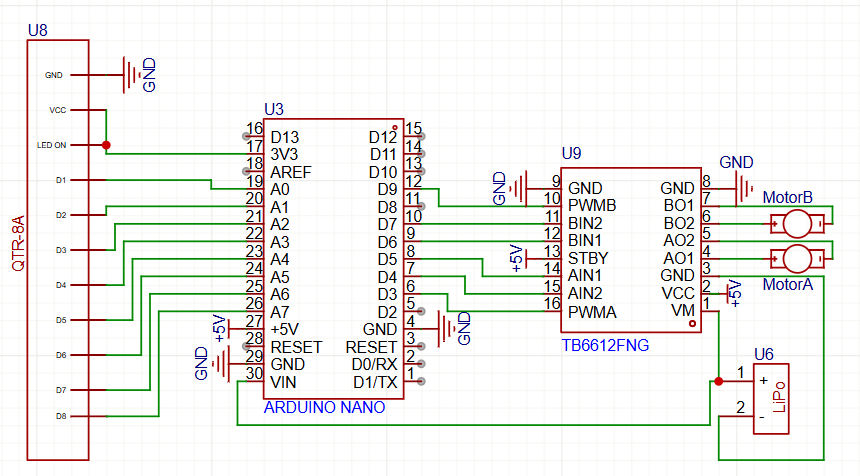 U8
QTR-8A
GND
VCC
LED ON
D1
D2
D3
D4
D5
D6
D7
D8
GND
U3
16 D13
17 3V3
18 AREF
19 A0
20 A1
21 A2
22 A3
23 A4
24 A5
25 A6
26 A7
27 +5V
28 RESET
29 GND
30 VIN
D12 15
D11 14
D10 13
D9 12
D8 11
D7 10
D6 9
D5 8
D4 7
D3 6
D2 5
GND 4
RESET 3
D0/RX 2
D1/TX 1
ARDUINO NANO
+5V
GND
GND
U9
9 GND
10 PWMB
11 BIN2
12 BIN1
13 STBY
14 AIN1
15 AIN2
16 PWMA
GND 8
BO1 7
BO2 6
AO2 5
AO1 4
GND 3
VCC 2
VM 1
TB6612FNG
GND
+5V
GND
+5V
MotorB
+ -
+ -
MotorA
U6
1 +
2 -
LiPo